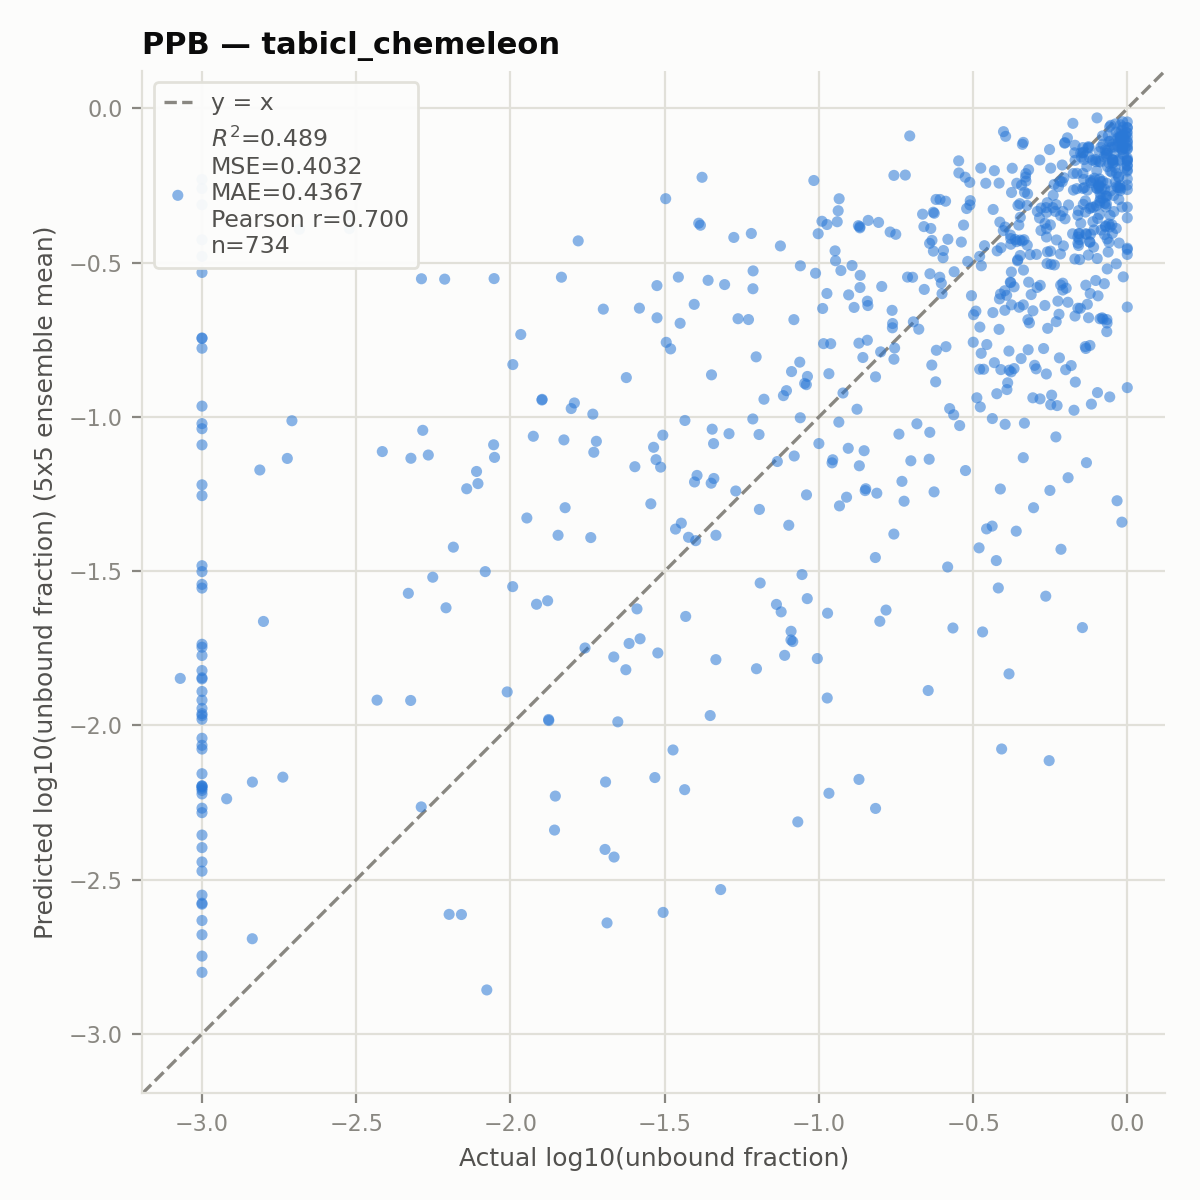 PPB — tabicl_chemeleon
y = x
R²=0.489
MSE=0.4032
MAE=0.4367
Pearson r=0.700
n=734
Predicted log10(unbound fraction) (5x5 ensemble mean)
0.0
−0.5
−1.0
−1.5
−2.0
−2.5
−3.0
−3.0 −2.5 −2.0 −1.5 −1.0 −0.5 0.0
Actual log10(unbound fraction)